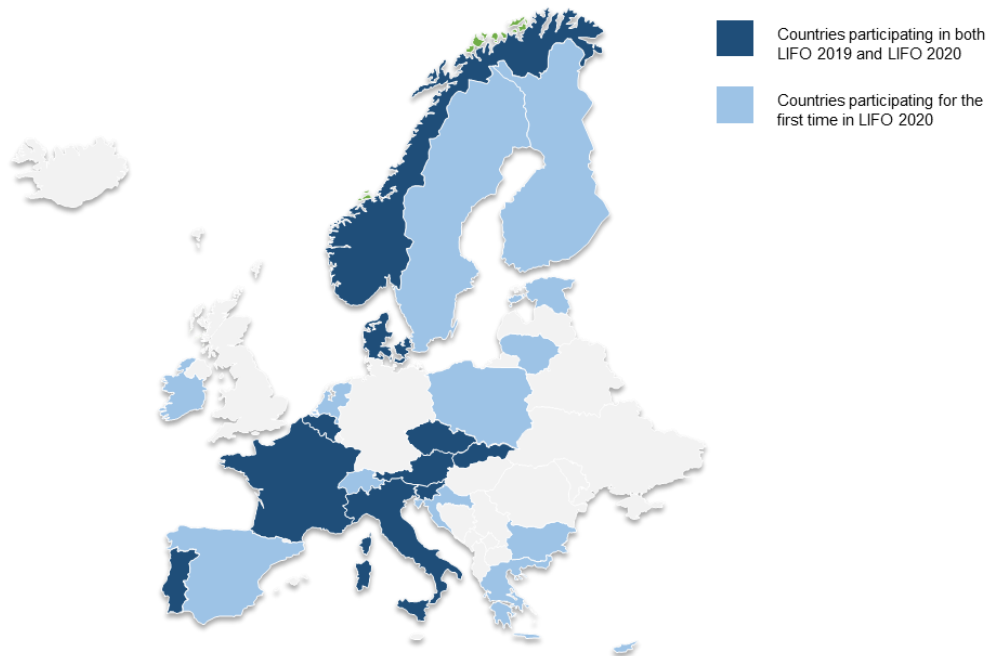 Countries participating in both
LIFO 2019 and LIFO 2020
Countries participating for the
first time in LIFO 2020